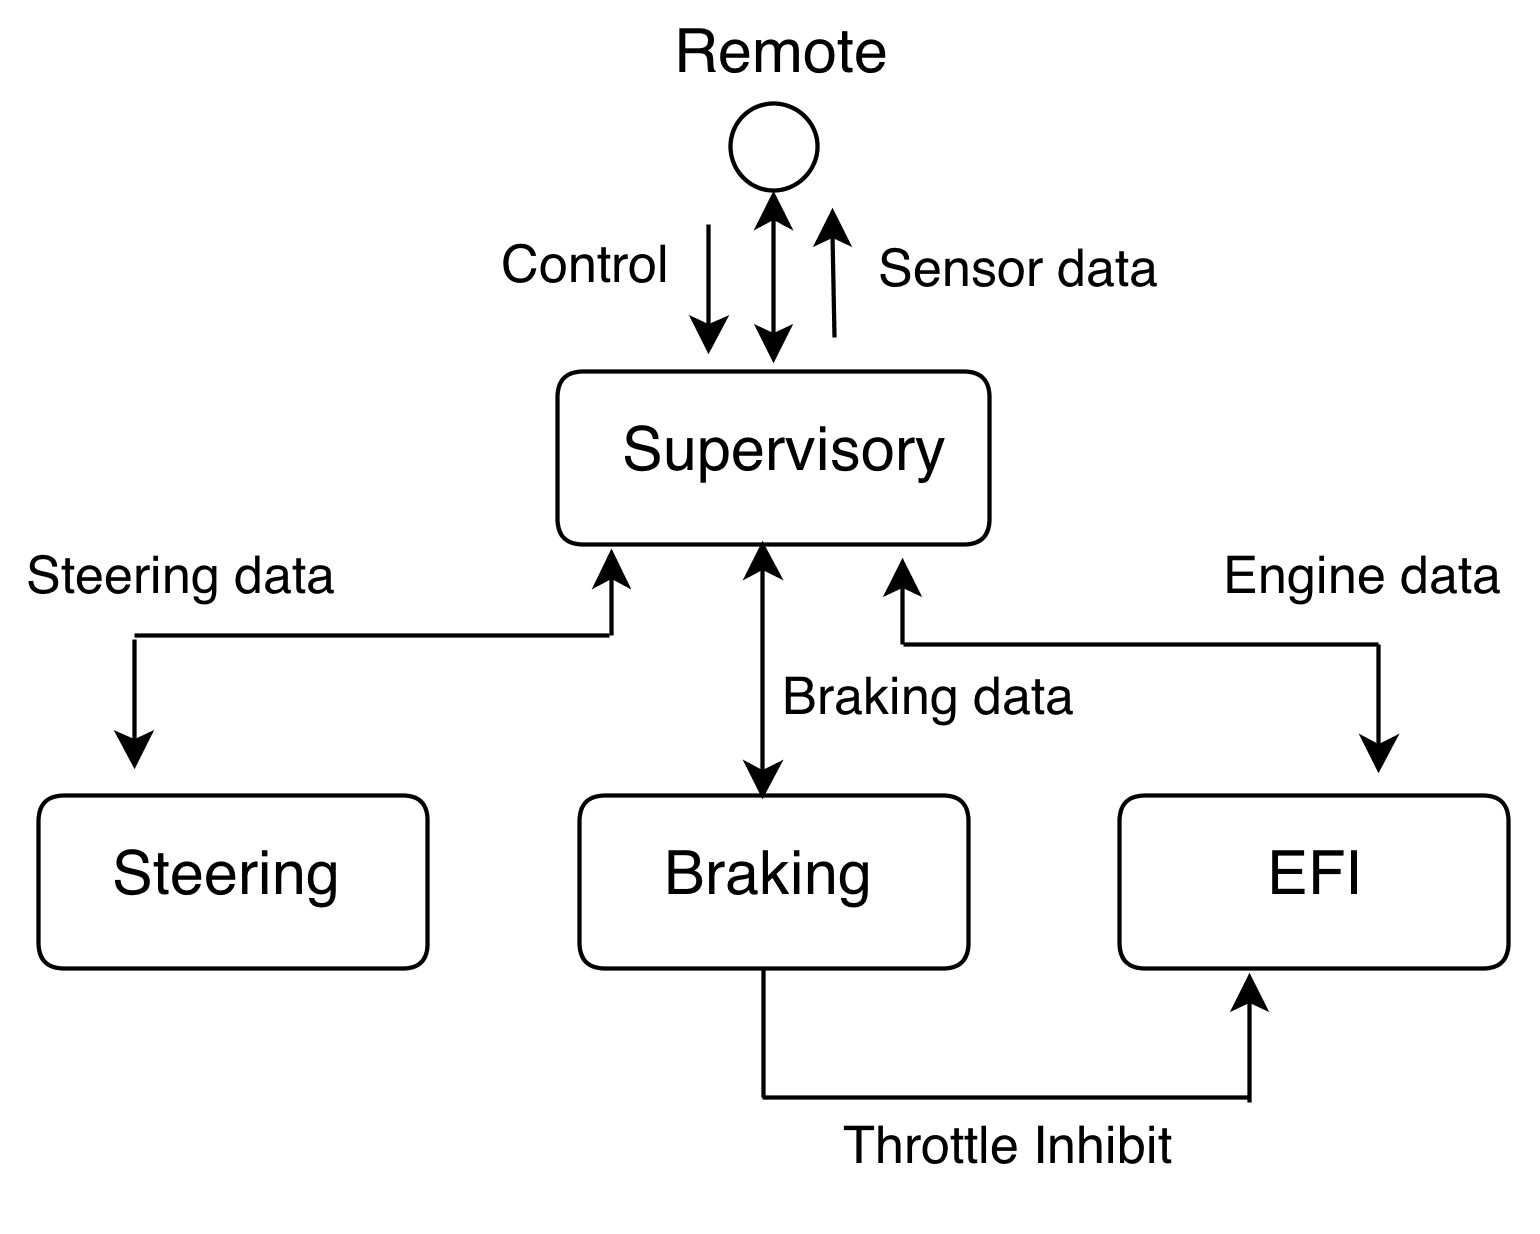 Remote
Control
Sensor data
Supervisory
Steering data
Engine data
Braking data
Steering
Braking
EFI
Throttle Inhibit